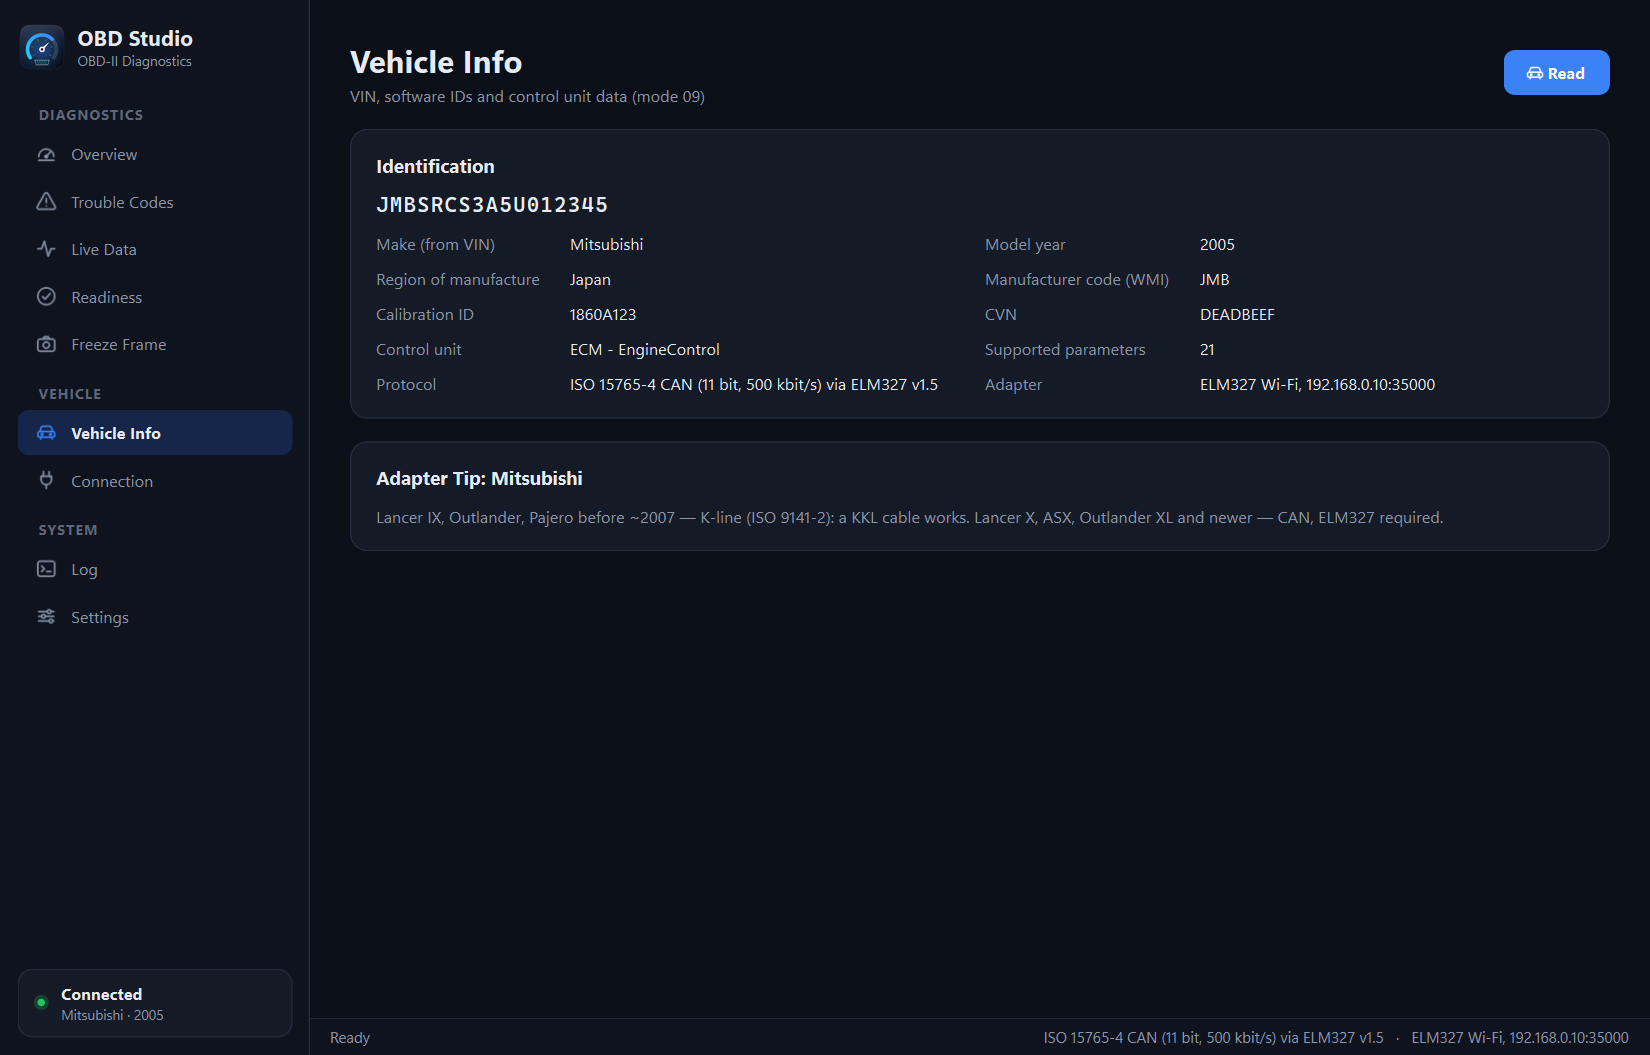 OBD Studio
OBD-II Diagnostics
DIAGNOSTICS
Overview
Trouble Codes
Live Data
Readiness
Freeze Frame
VEHICLE
Vehicle Info
Connection
SYSTEM
Log
Settings
Connected
Mitsubishi · 2005
Vehicle Info
VIN, software IDs and control unit data (mode 09)
Read
Identification
JMBSRCS3A5U012345
Make (from VIN) Mitsubishi Model year 2005
Region of manufacture Japan Manufacturer code (WMI) JMB
Calibration ID 1860A123 CVN DEADBEEF
Control unit ECM - EngineControl Supported parameters 21
Protocol ISO 15765-4 CAN (11 bit, 500 kbit/s) via ELM327 v1.5 Adapter ELM327 Wi-Fi, 192.168.0.10:35000
Adapter Tip: Mitsubishi
Lancer IX, Outlander, Pajero before ~2007 — K-line (ISO 9141-2): a KKL cable works. Lancer X, ASX, Outlander XL and newer — CAN, ELM327 required.
Ready ISO 15765-4 CAN (11 bit, 500 kbit/s) via ELM327 v1.5 · ELM327 Wi-Fi, 192.168.0.10:35000